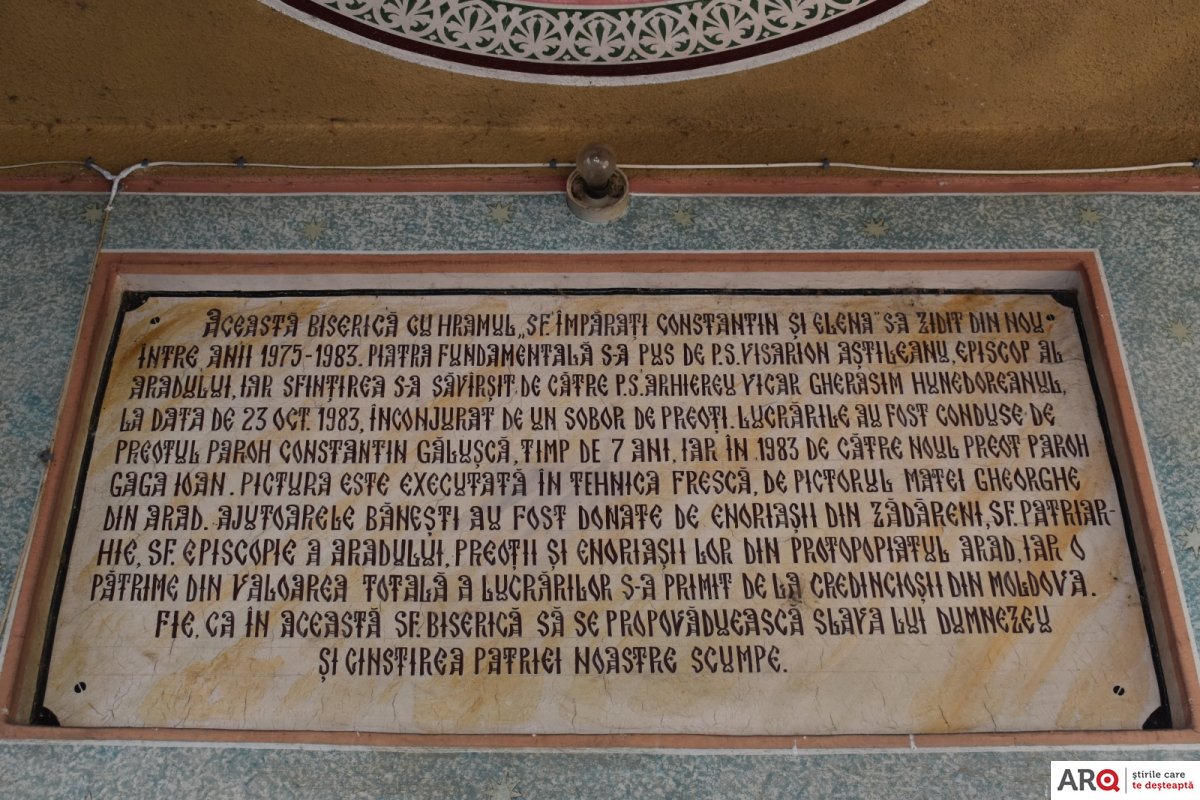 ACEASTĂ BISERICĂ CU HRAMUL „SF. ÎMPĂRAȚI CONSTANTIN ȘI ELENA” S-A ZIDIT DIN NOU
INTRE, ANII 1975-1983. PIATRA FUNDAMENTALĂ S-A PUS DE P.S. VISARION AȘTILEANU, EPISCOP AL
ARADULUI, IAR SFINȚIREA S-A SĂVÎRȘIT DE CĂTRE P.S. ARHIEREU VICAR GHERASIM HUNEDOREANUL,
LA DATA DE 23 OCT. 1983, ÎNCONJURAT DE UN SOBOR DE PREOȚI. LUCRĂRILE AU FOST CONDUSE DE
PREOTUL PAROH CONSTANTIN GĂLUȘCĂ, TIMP DE 7 ANI, IAR ÎN 1983 DE CĂTRE NOUL PREOT PAROH
GAGA IOAN. PICTURA ESTE EXECUTATĂ ÎN TEHNICA FRESCĂ, DE PICTORUL MATEI GHEORGHE
DIN ARAD. AJUTOARELE BĂNEȘTI AU FOST DONATE DE ENORIAȘII DIN ZĂDĂRENI, SF. PATRIAR-
HIE, SF. EPISCOPIE A ARADULUI, PREOȚII ȘI ENORIAȘII LOR DIN PROTOPOPIATUL ARAD, IAR O
PĂTRIME DIN VALOAREA TOTALĂ A LUCRĂRILOR S-A PRIMIT DE LA CREDINCIOȘII DIN MOLDOVA.
FIE, CA ÎN ACEASTĂ SF. BISERICĂ SĂ SE PROPOVĂDUEASCĂ SLAVA LUI DUMNEZEU
ȘI CINSTIREA PATRIEI NOASTRE SCUMPE.
ARQ știrile care
te deșteaptă